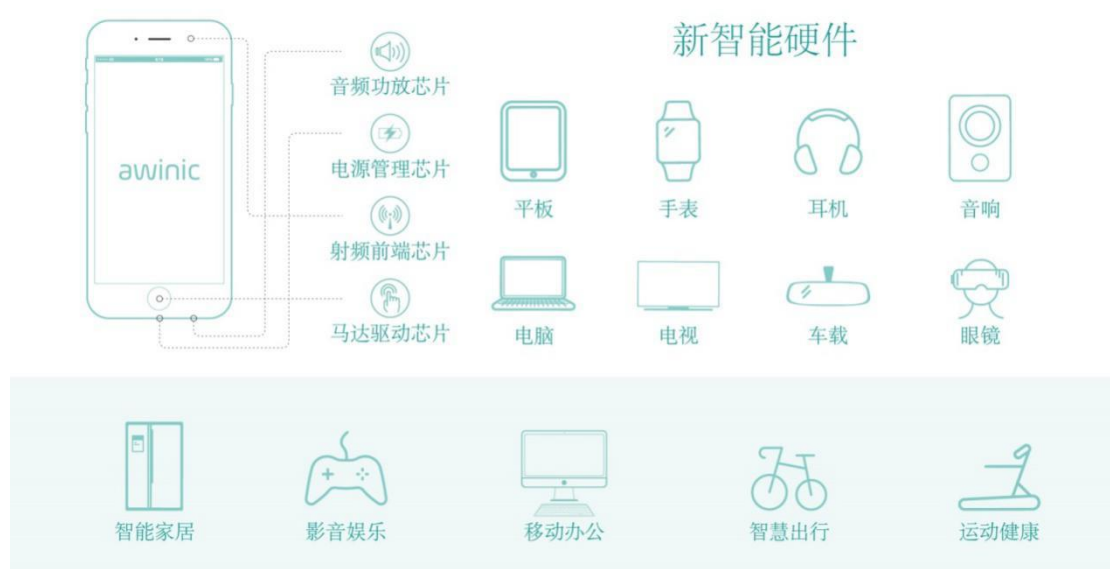 awinic
音频功放芯片
电源管理芯片
射频前端芯片
马达驱动芯片
新智能硬件
平板
手表
耳机
音响
电脑
电视
车载
眼镜
智能家居
影音娱乐
移动办公
智慧出行
运动健康